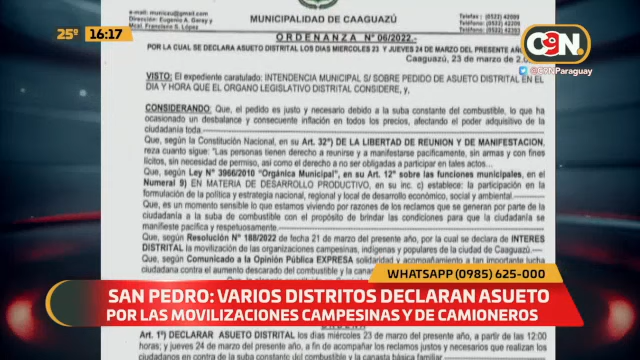 25°
16:17
C9N
@C9NParaguay
MUNICIPALIDAD DE CAAGUAZÚ
Dirección: Eugenio A. Garay y
Mcal. Francisco S. López
Telefax: (0522) 42209
ORDENANZA Nº 06/2022.-
POR LA CUAL SE DECLARA ASUETO DISTRITAL LOS DIAS MIERCOLES 23 Y JUEVES 24 DE MARZO DEL PRESENTE
Caaguazú, 23 de marzo de
VISTO: El expediente caratulado: INTENDENCIA MUNICIPAL S/ SOBRE PEDIDO DE ASUETO DISTRITAL EN EL
DIA Y HORA QUE EL ORGANO LEGISLATIVO DISTRITAL CONSIDERE, y,
CONSIDERANDO: Que, el pedido es justo y necesario debido a la suba constante del combustible, lo que ha
ocasionado un desbalance y consecuente inflación en todos los precios, afectando el poder adquisitivo de la
ciudadanía toda.
Que, según la Constitución Nacional, en su Art. 32°) DE LA LIBERTAD DE REUNION Y DE MANIFESTACION,
reza cuanto sigue: "Las personas tienen derecho a reunirse y a manifestarse pacíficamente, sin armas y con fines
lícitos, sin necesidad de permiso, así como el derecho a no ser obligadas a participar en tales actos...
Que, según Ley N° 3966/2010 "Orgánica Municipal", en su Art. 12° sobre las funciones municipales, en el
Numeral 9) EN MATERIA DE DESARROLLO PRODUCTIVO, en su inc. c) establece: la participación en la
formulación de la política y estrategia nacional, regional y local de desarrollo económico, social y ambiental.
Que, es un momento sensible lo que estamos viviendo por razones de los reclamos que se generan por parte de la
ciudadanía a la suba de combustible con el propósito de brindar las condiciones para que la ciudadanía se
manifieste pacífica y respetuosamente.
Que, según Resolución N° 188/2022 de fecha 21 de marzo del presente año, por la cual se declara de INTERES
DISTRITAL la movilización de las organizaciones campesinas, indígenas y populares de la ciudad de Caaguazú.
Que, según Comunicado a la Opinión Pública EXPRESA solidaridad y acompañamiento a tan importante lucha
ciudadana contra el aumento descarado del combustible y la
WHATSAPP (0985) 625-000
SAN PEDRO: VARIOS DISTRITOS DECLARAN ASUETO
POR LAS MOVILIZACIONES CAMPESINAS Y DE CAMIONEROS
Art. 1°) DECLARAR ASUETO DISTRITAL los días miércoles 23 de marzo del presente año, a partir de las 12:00
horas; y jueves 24 de marzo del presente año, a fin de acompañar los reclamos justos y necesarios que realizan los
ciudadanos en contra de la suba constante del combustible y la canasta básica familiar